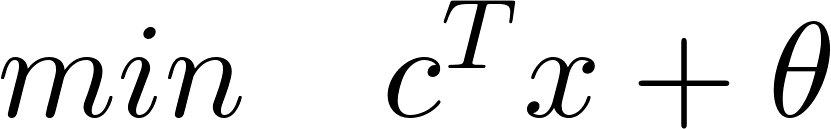 min c^T x + θ